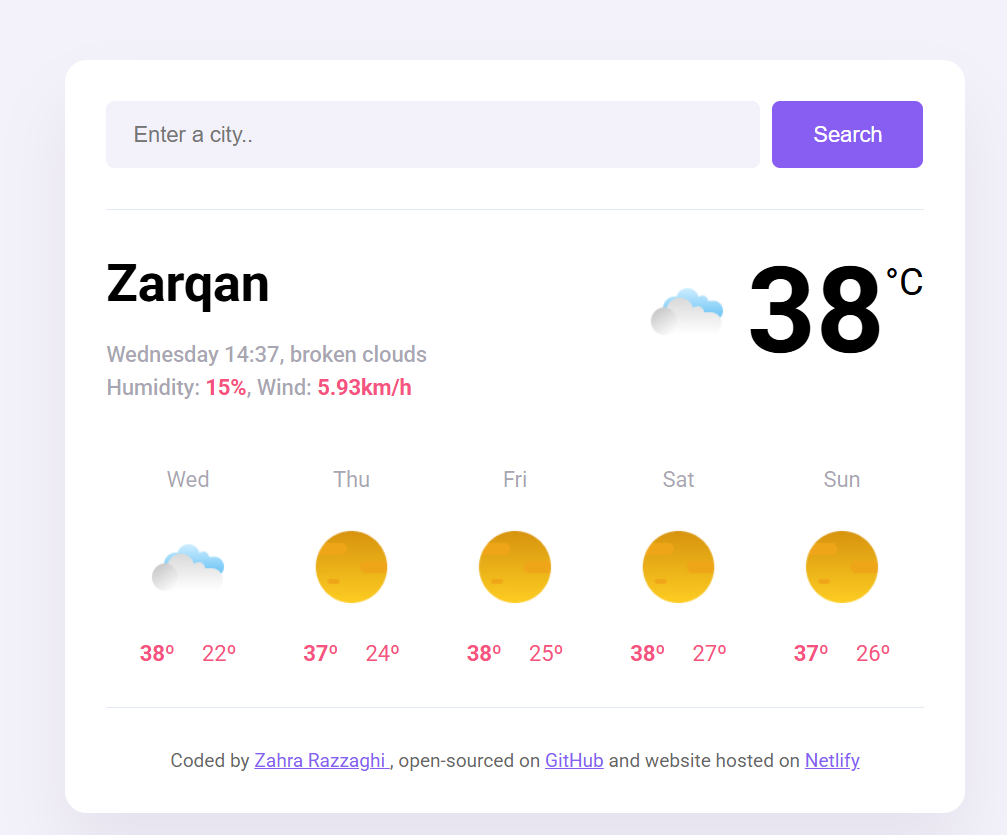 Enter a city..
Search
Zarqan
38
°C
Wednesday 14:37, broken clouds
Humidity: 15%, Wind: 5.93km/h
Wed Thu Fri Sat Sun
38º 22º 37º 24º 38º 25º 38º 27º 37º 26º
Coded by Zahra Razzaghi , open-sourced on GitHub and website hosted on Netlify